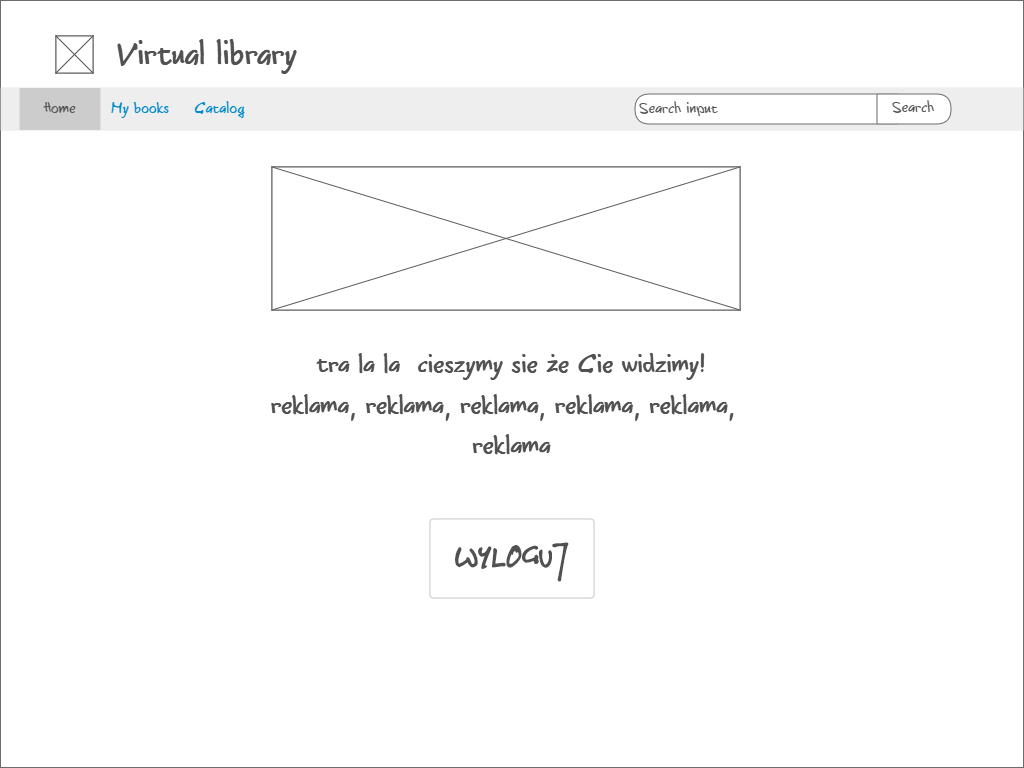 Virtual library
Home My books Catalog Search input Search
tra la la cieszymy sie że Cie widzimy!
reklama, reklama, reklama, reklama, reklama,
reklama
WYLOGUJ